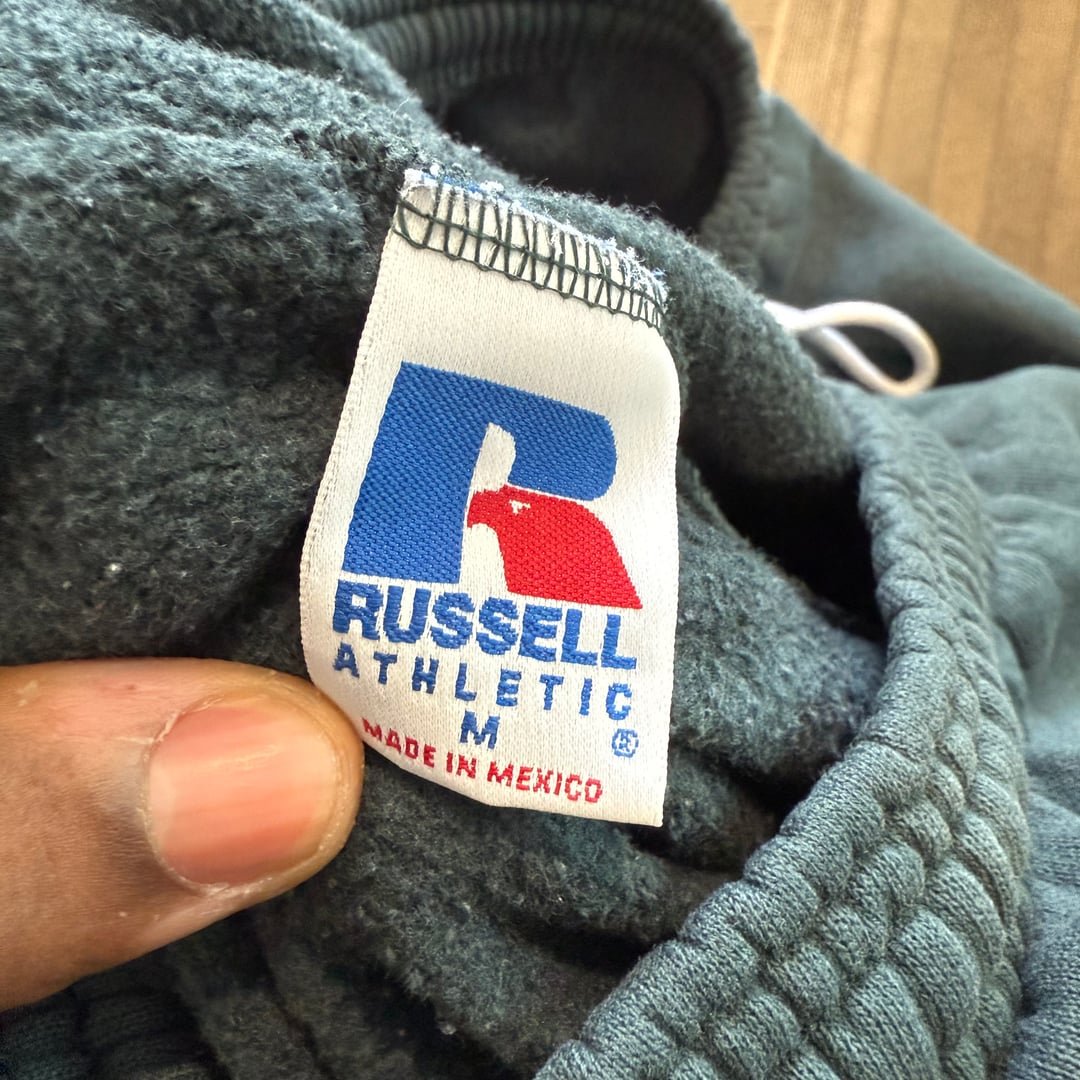 R
RUSSELL
ATHLETIC
M
®
MADE IN MEXICO